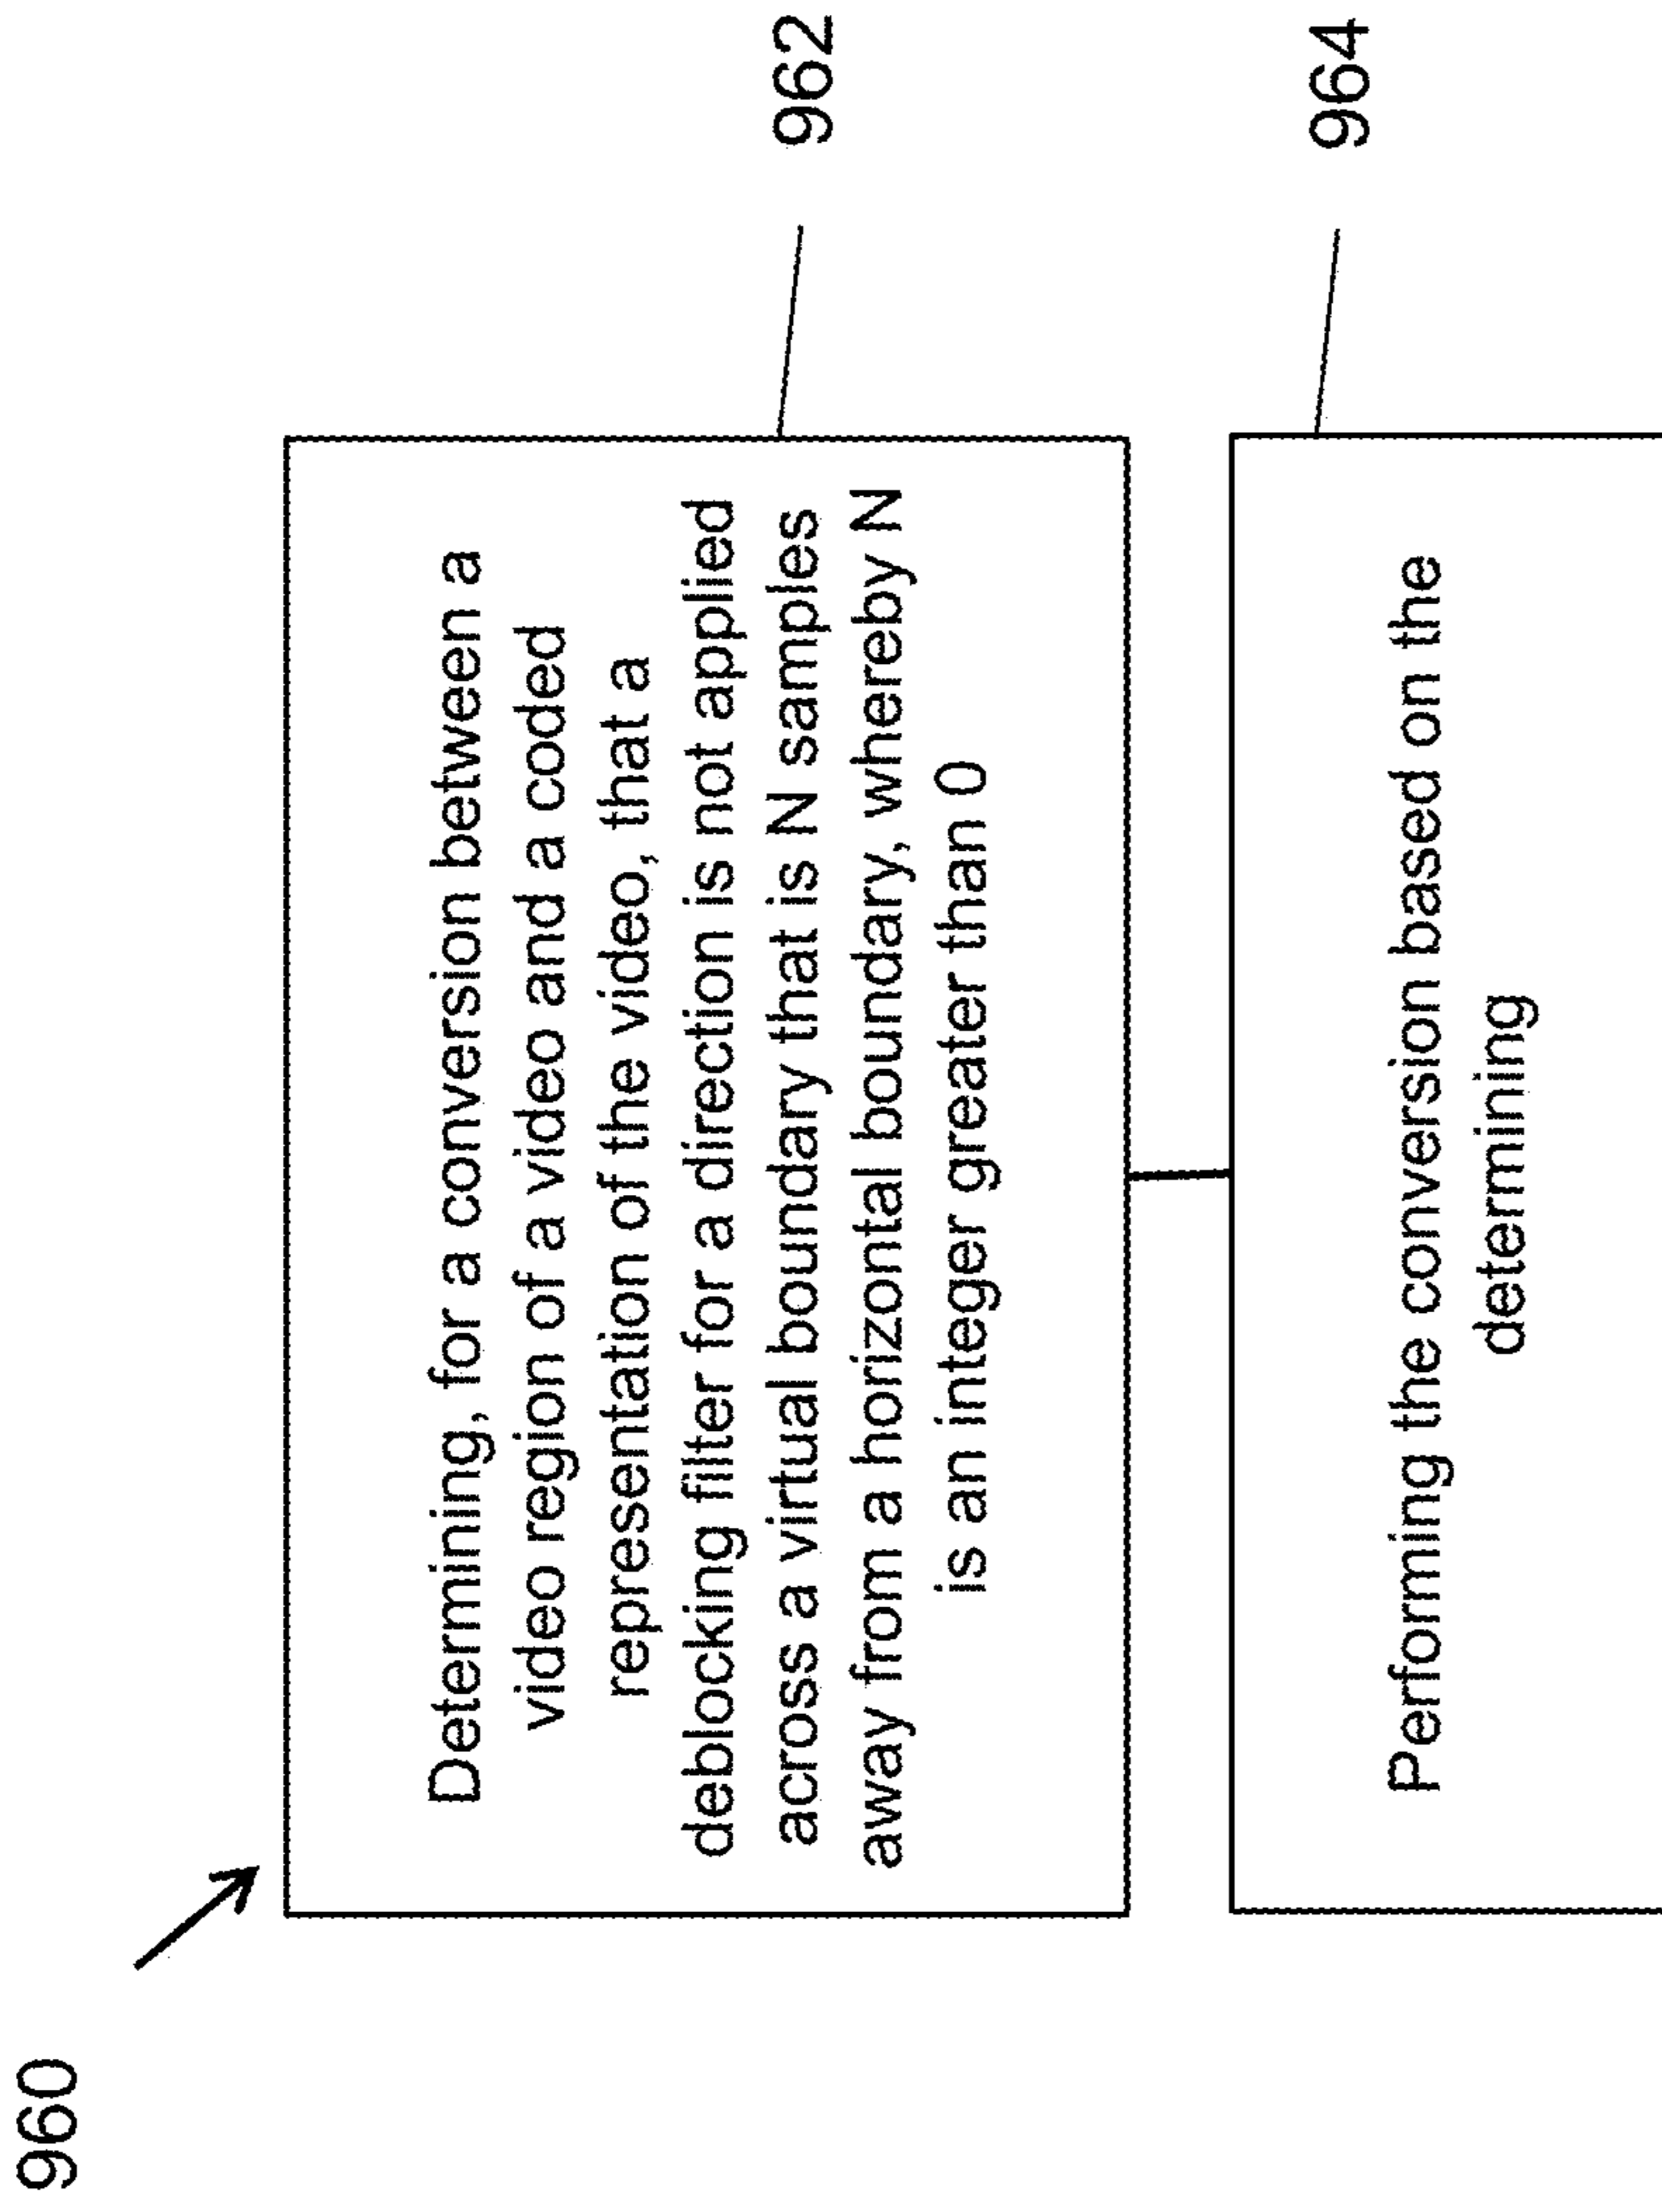 960
Determining, for a conversion between a
video region of a video and a coded
representation of the video, that a
deblocking filter for a direction is not applied
across a virtual boundary that is N samples
away from a horizontal boundary, whereby N
is an integer greater than 0
962
Performing the conversion based on the
determining
964